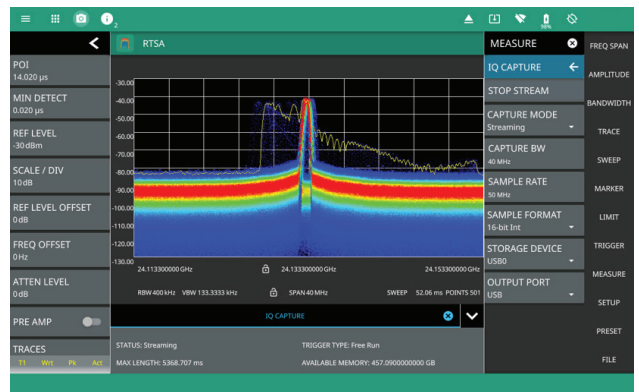 2
98%
RTSA
MEASURE
FREQ SPAN
POI
14.020 µs
IQ CAPTURE
AMPLITUDE
MIN DETECT
0.020 µs
STOP STREAM
BANDWIDTH
REF LEVEL
-30 dBm
CAPTURE MODE
Streaming
TRACE
SCALE / DIV
10 dB
CAPTURE BW
40 MHz
SWEEP
REF LEVEL OFFSET
0 dB
SAMPLE RATE
50 MHz
MARKER
FREQ OFFSET
0 Hz
SAMPLE FORMAT
16-bit Int
LIMIT
ATTEN LEVEL
0 dB
STORAGE DEVICE
USB0
TRIGGER
PRE AMP
OUTPUT PORT
USB
MEASURE
SETUP
TRACES
T1 Wrt Pk Act
PRESET
FILE
-30.00
-40.00
-50.00
-60.00
-70.00
-80.00
-90.00
-100.00
-110.00
-120.00
-130.00
24.113300000 GHz 24.133300000 GHz 24.153300000 GHz
RBW 400 kHz VBW 133.3333 kHz SPAN 40 MHz SWEEP 52.06 ms POINTS 501
IQ CAPTURE
STATUS: Streaming TRIGGER TYPE: Free Run
MAX LENGTH: 5368.707 ms AVAILABLE MEMORY: 457.0900000000 GB